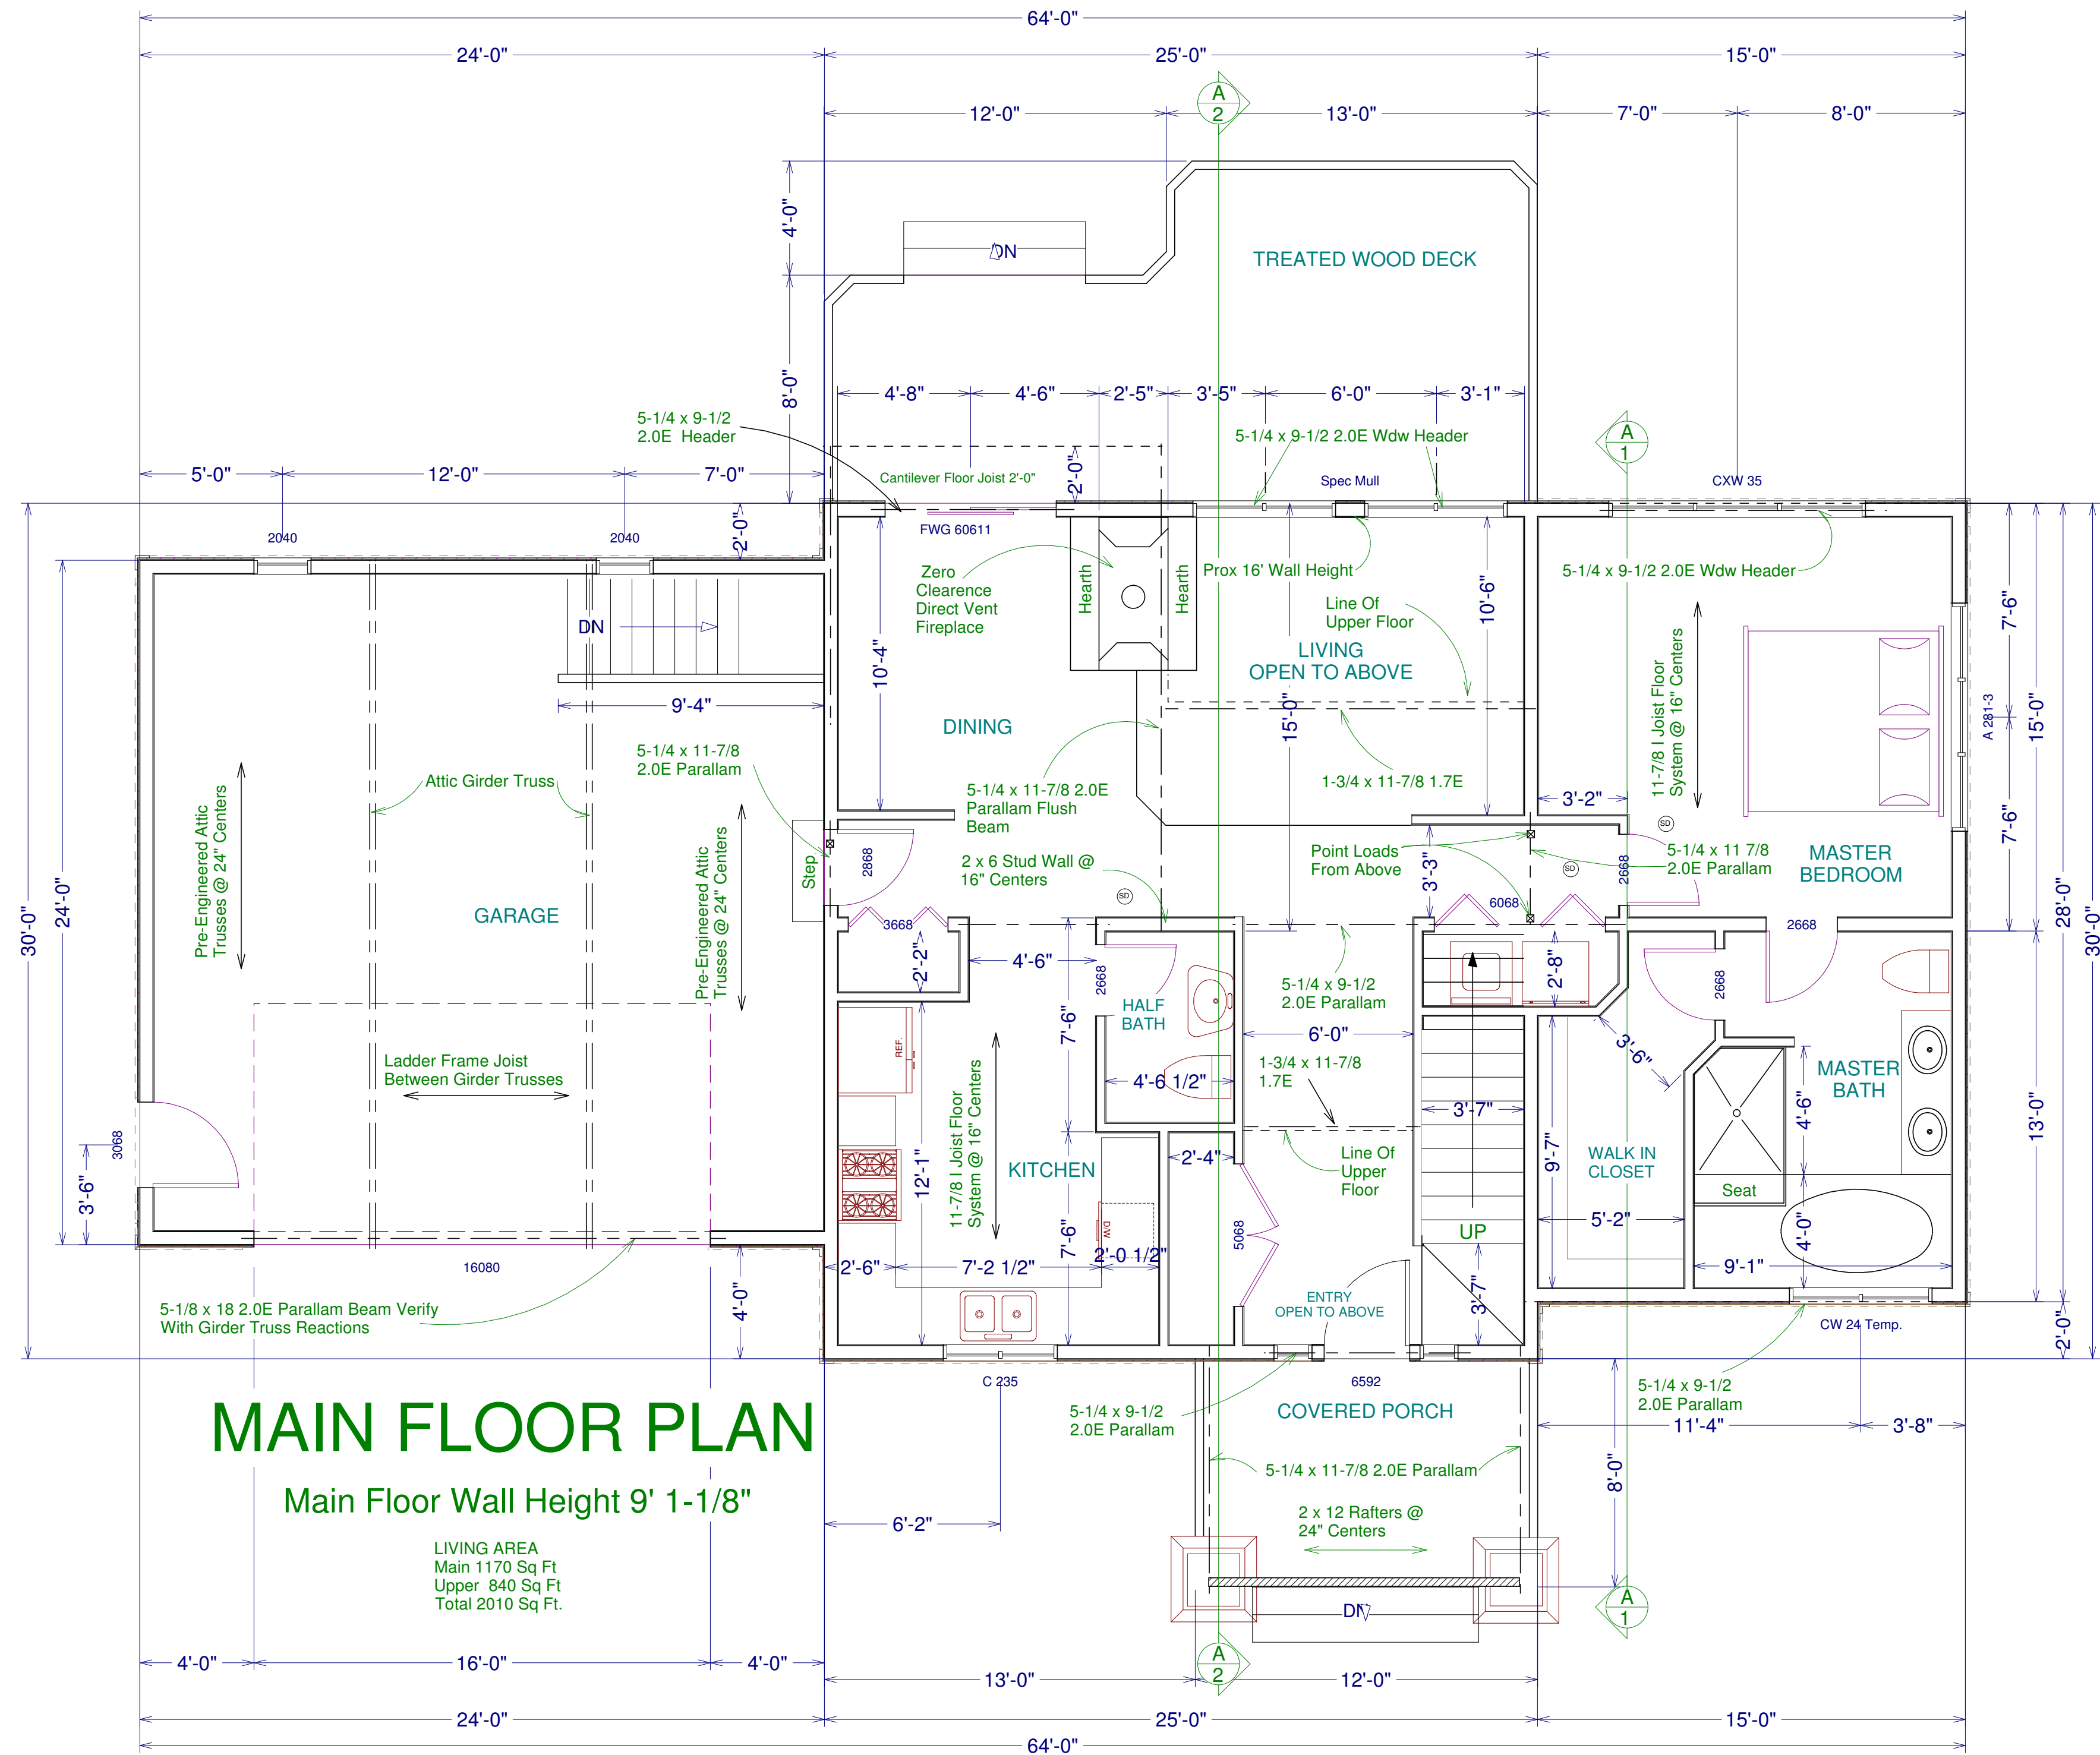 64'-0"
24'-0"
25'-0"
15'-0"
A
2
12'-0"
13'-0"
7'-0"
8'-0"
4'-0"
DN
TREATED WOOD DECK
8'-0"
4'-8"
4'-6"
2'-5"
3'-5"
6'-0"
3'-1"
5-1/4 x 9-1/2
2.0E Header
5-1/4 x 9-1/2 2.0E Wdw Header
A
1
5'-0"
12'-0"
7'-0"
Cantilever Floor Joist 2'-0"
2'-0"
Spec Mull
CXW 35
2'-0"
2040
2040
FWG 60611
Zero
Clearence
Direct Vent
Fireplace
Hearth
Hearth
Prox 16' Wall Height
5-1/4 x 9-1/2 2.0E Wdw Header
Line Of
Upper Floor
10'-6"
7'-6"
DN
10'-4"
LIVING
OPEN TO ABOVE
11-7/8 I Joist Floor
System @ 16" Centers
9'-4"
DINING
15'-0"
A 281-3
15'-0"
5-1/4 x 11-7/8
2.0E Parallam
Attic Girder Truss
5-1/4 x 11-7/8 2.0E
Parallam Flush
Beam
1-3/4 x 11-7/8 1.7E
3'-2"
SD
7'-6"
Pre-Engineered Attic
Trusses @ 24" Centers
Pre-Engineered Attic
Trusses @ 24" Centers
Step
2868
2 x 6 Stud Wall @
16" Centers
SD
Point Loads
From Above
3'-3"
SD
2668
5-1/4 x 11 7/8
2.0E Parallam
MASTER
BEDROOM
28'-0"
30'-0"
24'-0"
30'-0"
GARAGE
3668
6068
2668
2'-2"
4'-6"
2668
5-1/4 x 9-1/2
2.0E Parallam
2'-8"
2668
HALF
BATH
7'-6"
6'-0"
3'-6"
REF.
Ladder Frame Joist
Between Girder Trusses
11-7/8 I Joist Floor
System @ 16" Centers
4'-6 1/2"
1-3/4 x 11-7/8
1.7E
3'-7"
4'-6"
MASTER
BATH
13'-0"
3068
3'-6"
12'-1"
KITCHEN
2'-4"
Line Of
Upper
Floor
9'-7"
WALK IN
CLOSET
Seat
D/W
7'-6"
5068
UP
5'-2"
4'-0"
16080
2'-6"
7'-2 1/2"
2'-0 1/2"
9'-1"
4'-0"
3'-7"
ENTRY
OPEN TO ABOVE
5-1/8 x 18 2.0E Parallam Beam Verify
With Girder Truss Reactions
CW 24 Temp.
2'-0"
C 235
6592
5-1/4 x 9-1/2
2.0E Parallam
COVERED PORCH
5-1/4 x 9-1/2
2.0E Parallam
11'-4"
3'-8"
MAIN FLOOR PLAN
5-1/4 x 11-7/8 2.0E Parallam
8'-0"
Main Floor Wall Height 9' 1-1/8"
6'-2"
2 x 12 Rafters @
24" Centers
LIVING AREA
Main 1170 Sq Ft
Upper 840 Sq Ft
Total 2010 Sq Ft.
DN
A
1
4'-0"
16'-0"
4'-0"
A
2
13'-0"
12'-0"
24'-0"
25'-0"
15'-0"
64'-0"